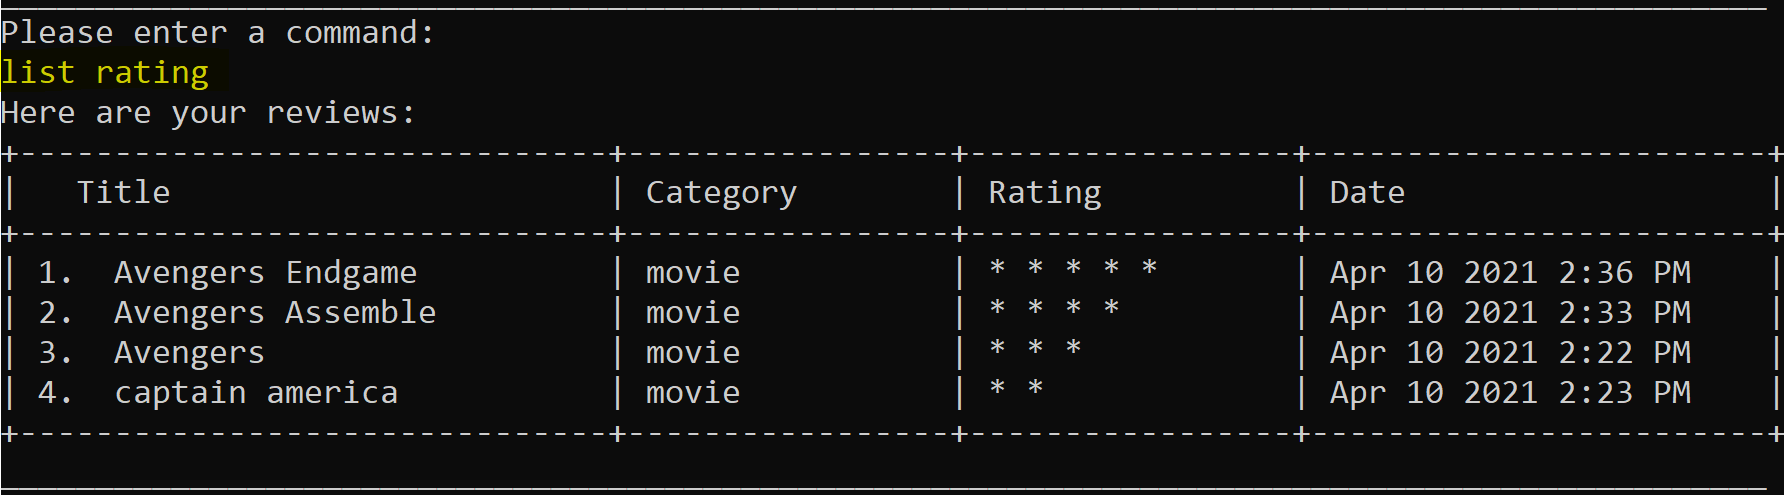 Please enter a command:
list rating
Here are your reviews:
+-------------------------------+-----------------+-----------------+------------------------+
|   Title                       | Category        | Rating          | Date                   |
+-------------------------------+-----------------+-----------------+------------------------+
| 1.  Avengers Endgame          | movie           | * * * * *       | Apr 10 2021 2:36 PM    |
| 2.  Avengers Assemble         | movie           | * * * *         | Apr 10 2021 2:33 PM    |
| 3.  Avengers                  | movie           | * * *           | Apr 10 2021 2:22 PM    |
| 4.  captain america           | movie           | * *             | Apr 10 2021 2:23 PM    |
+-------------------------------+-----------------+-----------------+------------------------+